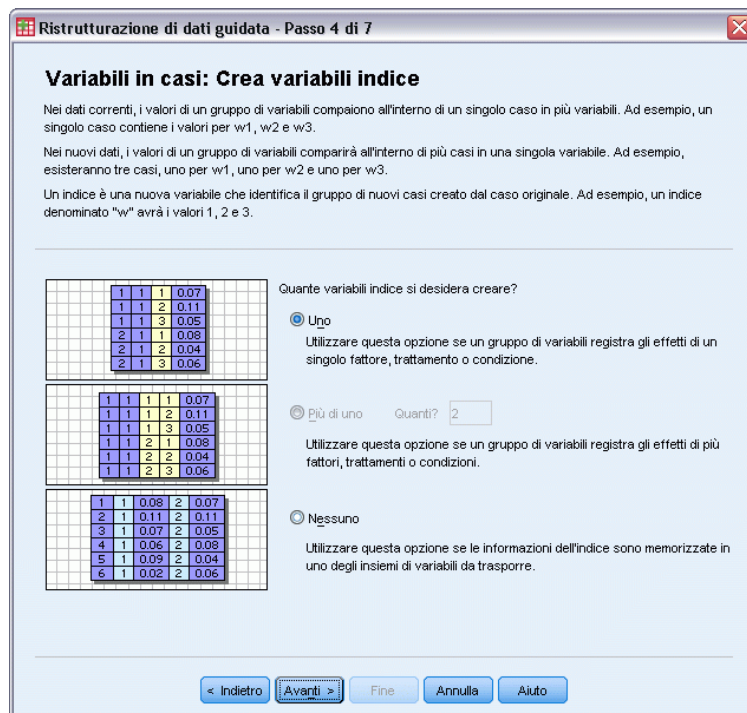 Ristrutturazione di dati guidata - Passo 4 di 7
Variabili in casi: Crea variabili indice
Nei dati correnti, i valori di un gruppo di variabili compaiono all'interno di un singolo caso in più variabili. Ad esempio, un
singolo caso contiene i valori per w1, w2 e w3.
Nei nuovi dati, i valori di un gruppo di variabili comparirà all'interno di più casi in una singola variabile. Ad esempio,
esisteranno tre casi, uno per w1, uno per w2 e uno per w3.
Un indice è una nuova variabile che identifica il gruppo di nuovi casi creato dal caso originale. Ad esempio, un indice
denominato "w" avrà i valori 1, 2 e 3.
1 1 1 0.07
1 1 2 0.11
1 1 3 0.05
2 1 1 0.08
2 1 2 0.04
2 1 3 0.06
Quante variabili indice si desidera creare?
Uno
Utilizzare questa opzione se un gruppo di variabili registra gli effetti di un
singolo fattore, trattamento o condizione.
1 1 1 1 0.07
1 1 1 2 0.11
1 1 1 3 0.05
1 1 2 1 0.08
1 1 2 2 0.04
1 1 2 3 0.06
Più di uno Quanti? 2
Utilizzare questa opzione se un gruppo di variabili registra gli effetti di più
fattori, trattamenti o condizioni.
1 1 0.08 2 0.07
2 1 0.11 2 0.11
3 1 0.07 2 0.05
4 1 0.06 2 0.08
5 1 0.09 2 0.04
6 1 0.02 2 0.06
Nessuno
Utilizzare questa opzione se le informazioni dell'indice sono memorizzate in
uno degli insiemi di variabili da trasporre.
< Indietro Avanti > Fine Annulla Aiuto